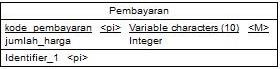 Pembayaran
kode_pembayaran <pi> Variable characters (10) <M>
jumlah_harga Integer
Identifier_1 <pi>